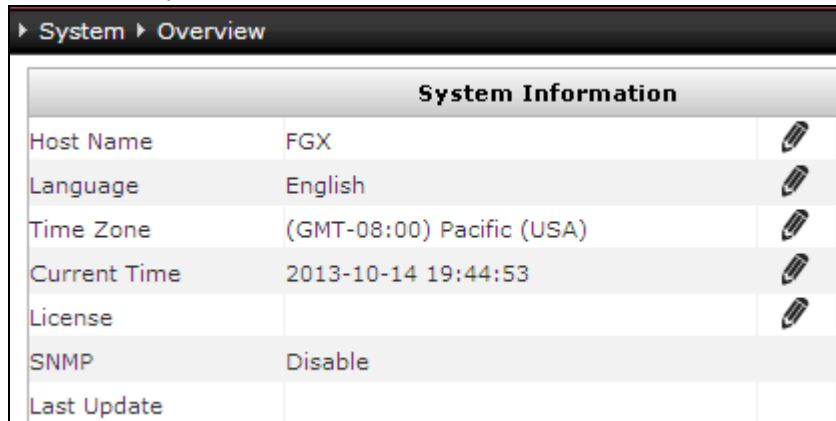 System Overview
System Information
Host Name FGX
Language English
Time Zone (GMT-08:00) Pacific (USA)
Current Time 2013-10-14 19:44:53
License
SNMP Disable
Last Update